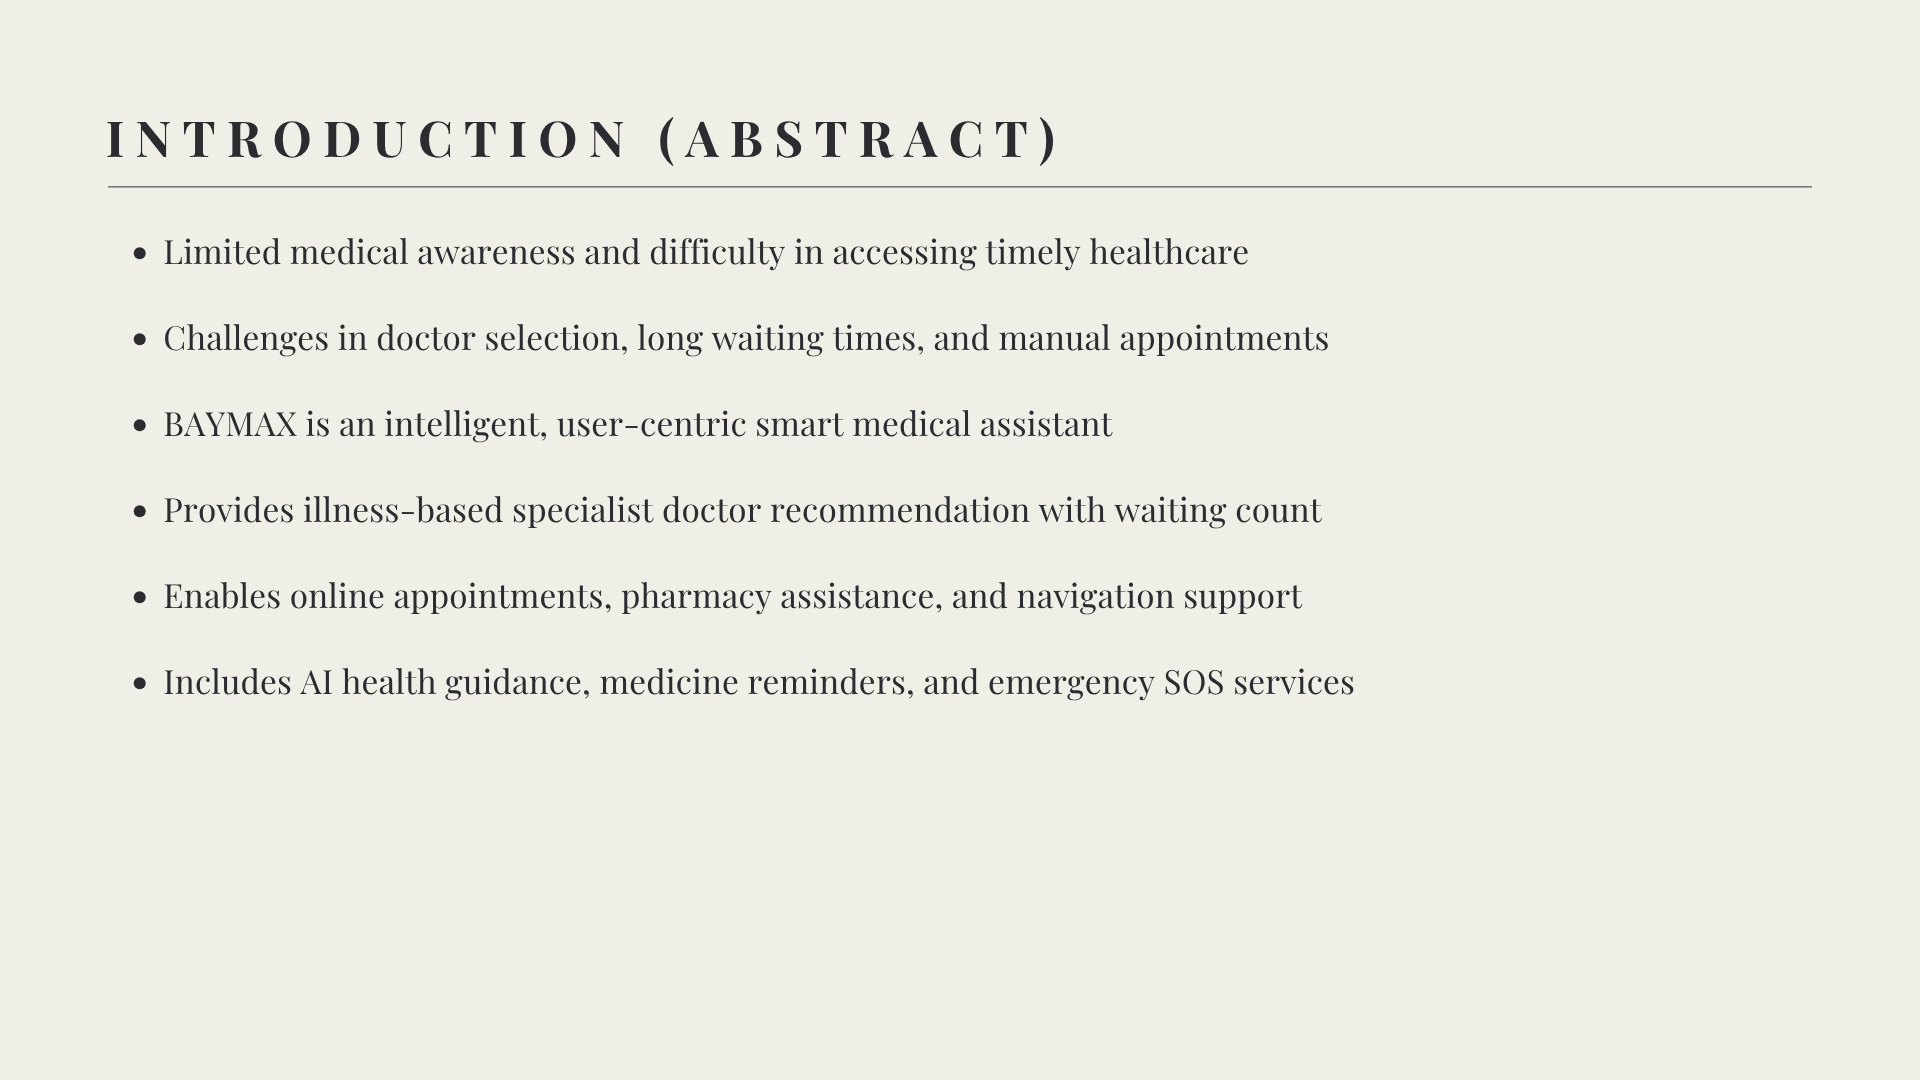 INTRODUCTION (ABSTRACT)
• Limited medical awareness and difficulty in accessing timely healthcare
• Challenges in doctor selection, long waiting times, and manual appointments
• BAYMAX is an intelligent, user-centric smart medical assistant
• Provides illness-based specialist doctor recommendation with waiting count
• Enables online appointments, pharmacy assistance, and navigation support
• Includes AI health guidance, medicine reminders, and emergency SOS services